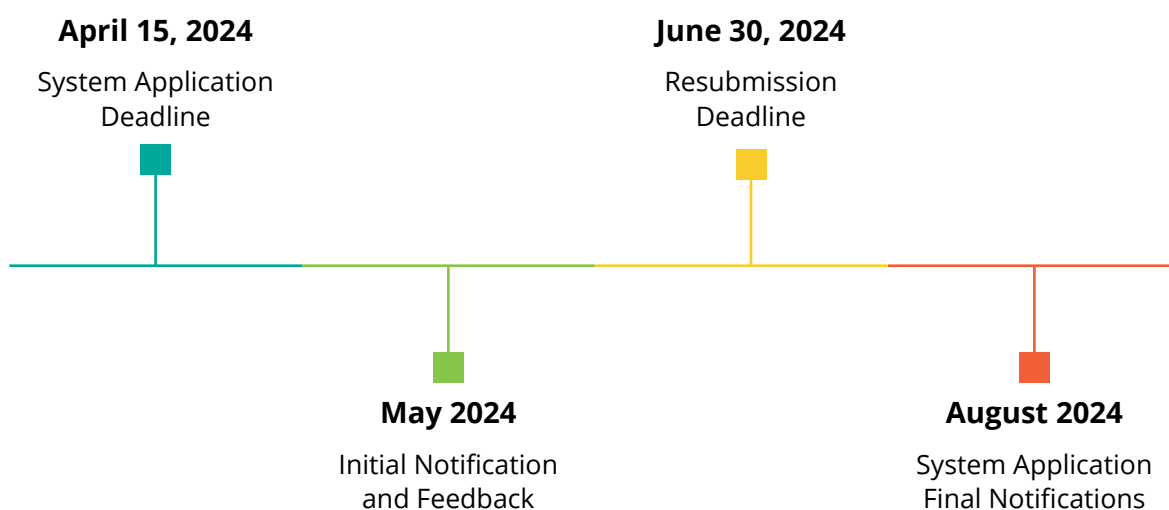 April 15, 2024
System Application
Deadline
May 2024
Initial Notification
and Feedback
June 30, 2024
Resubmission
Deadline
August 2024
System Application
Final Notifications